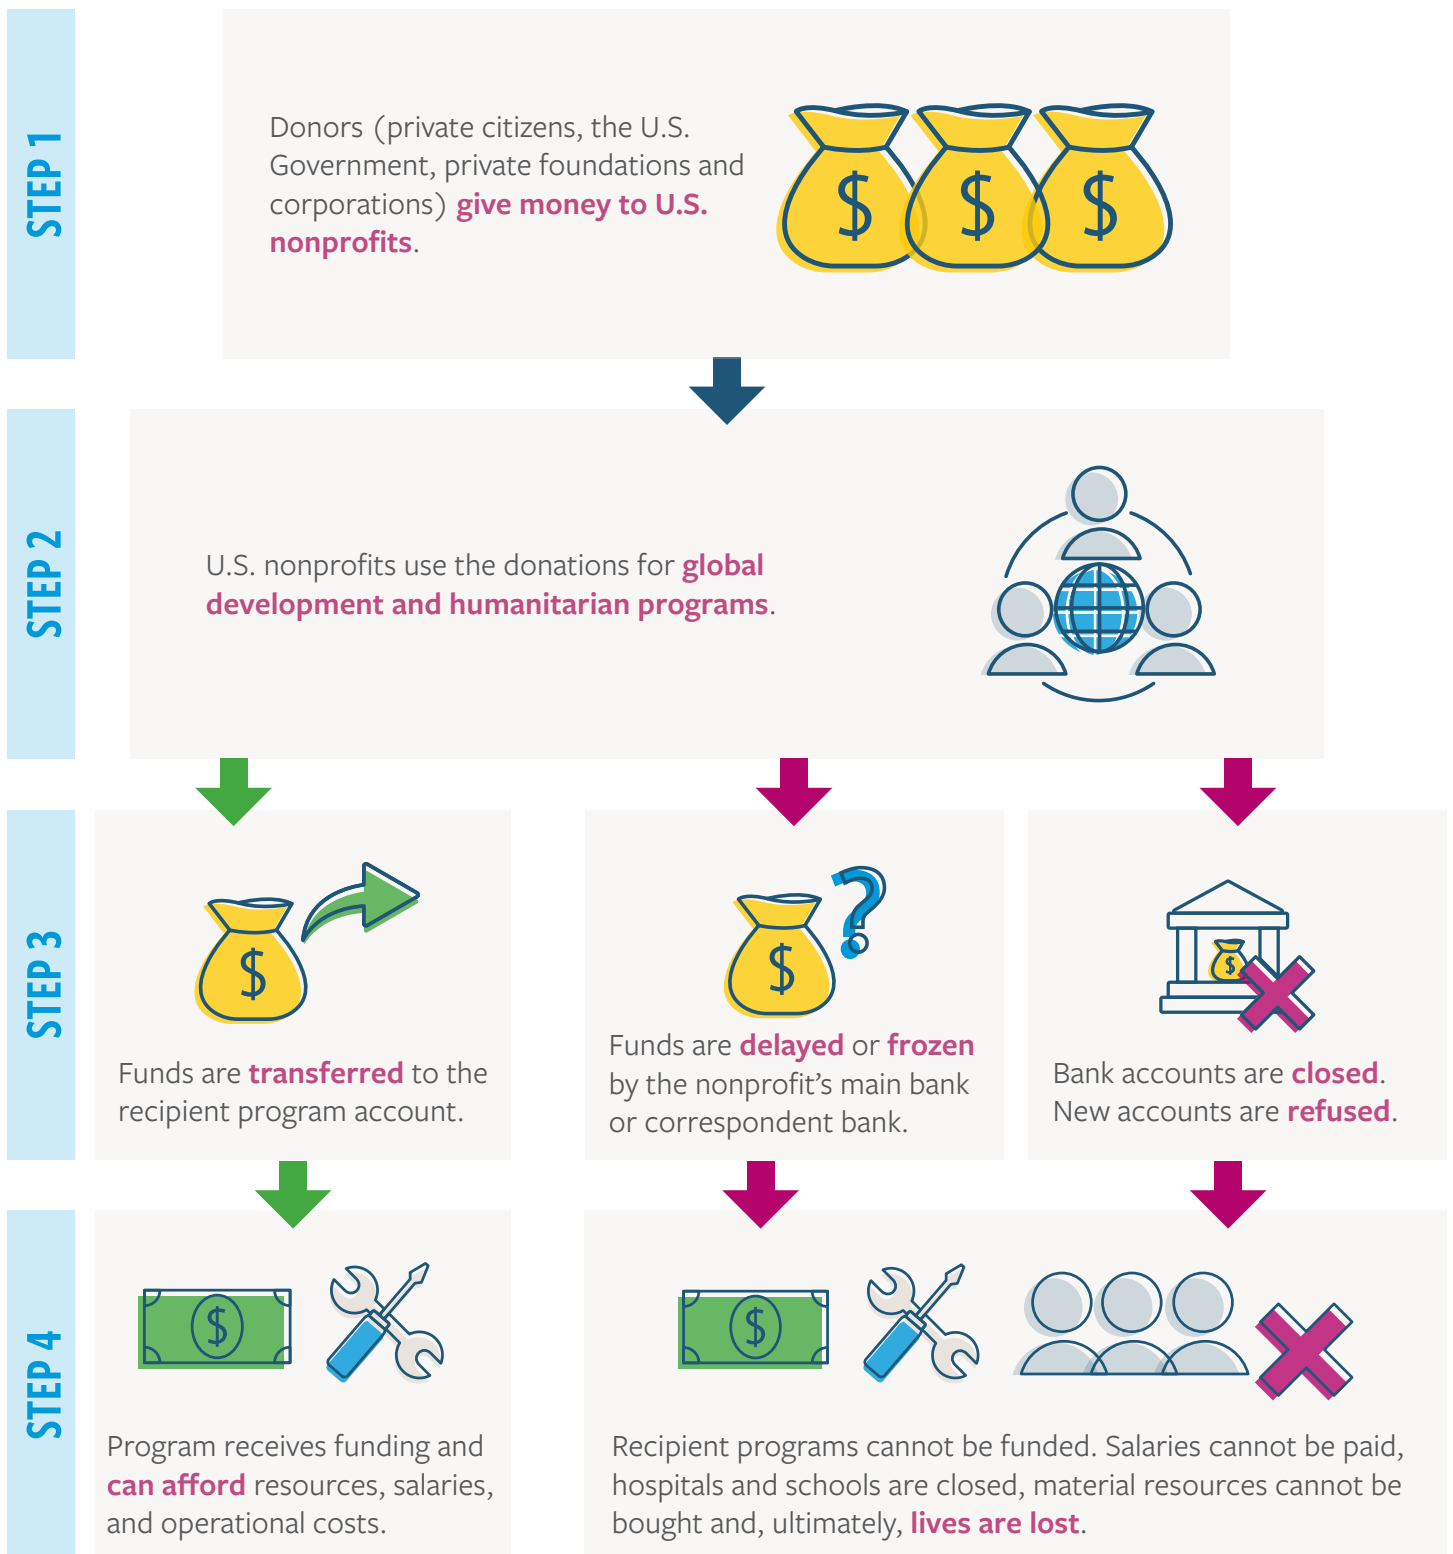 STEP 1
Donors (private citizens, the U.S.
Government, private foundations and
corporations) give money to U.S.
nonprofits.
$ $ $
STEP 2
U.S. nonprofits use the donations for global
development and humanitarian programs.
STEP 3
$
Funds are transferred to the
recipient program account.
$ ?
Funds are delayed or frozen
by the nonprofit’s main bank
or correspondent bank.
$
Bank accounts are closed.
New accounts are refused.
STEP 4
$
Program receives funding and
can afford resources, salaries,
and operational costs.
$
Recipient programs cannot be funded. Salaries cannot be paid,
hospitals and schools are closed, material resources cannot be
bought and, ultimately, lives are lost.